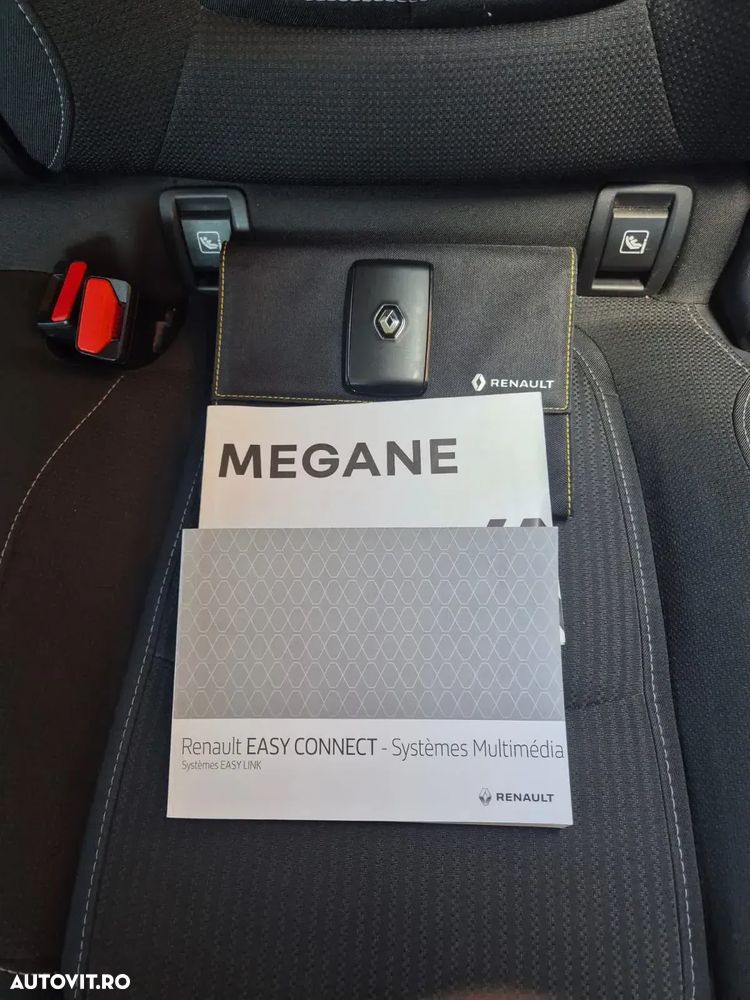 RENAULT
MEGANE
Renault EASY CONNECT - Systèmes Multimédia
Systèmes EASY LINK
RENAULT
AUTOVIT.RO